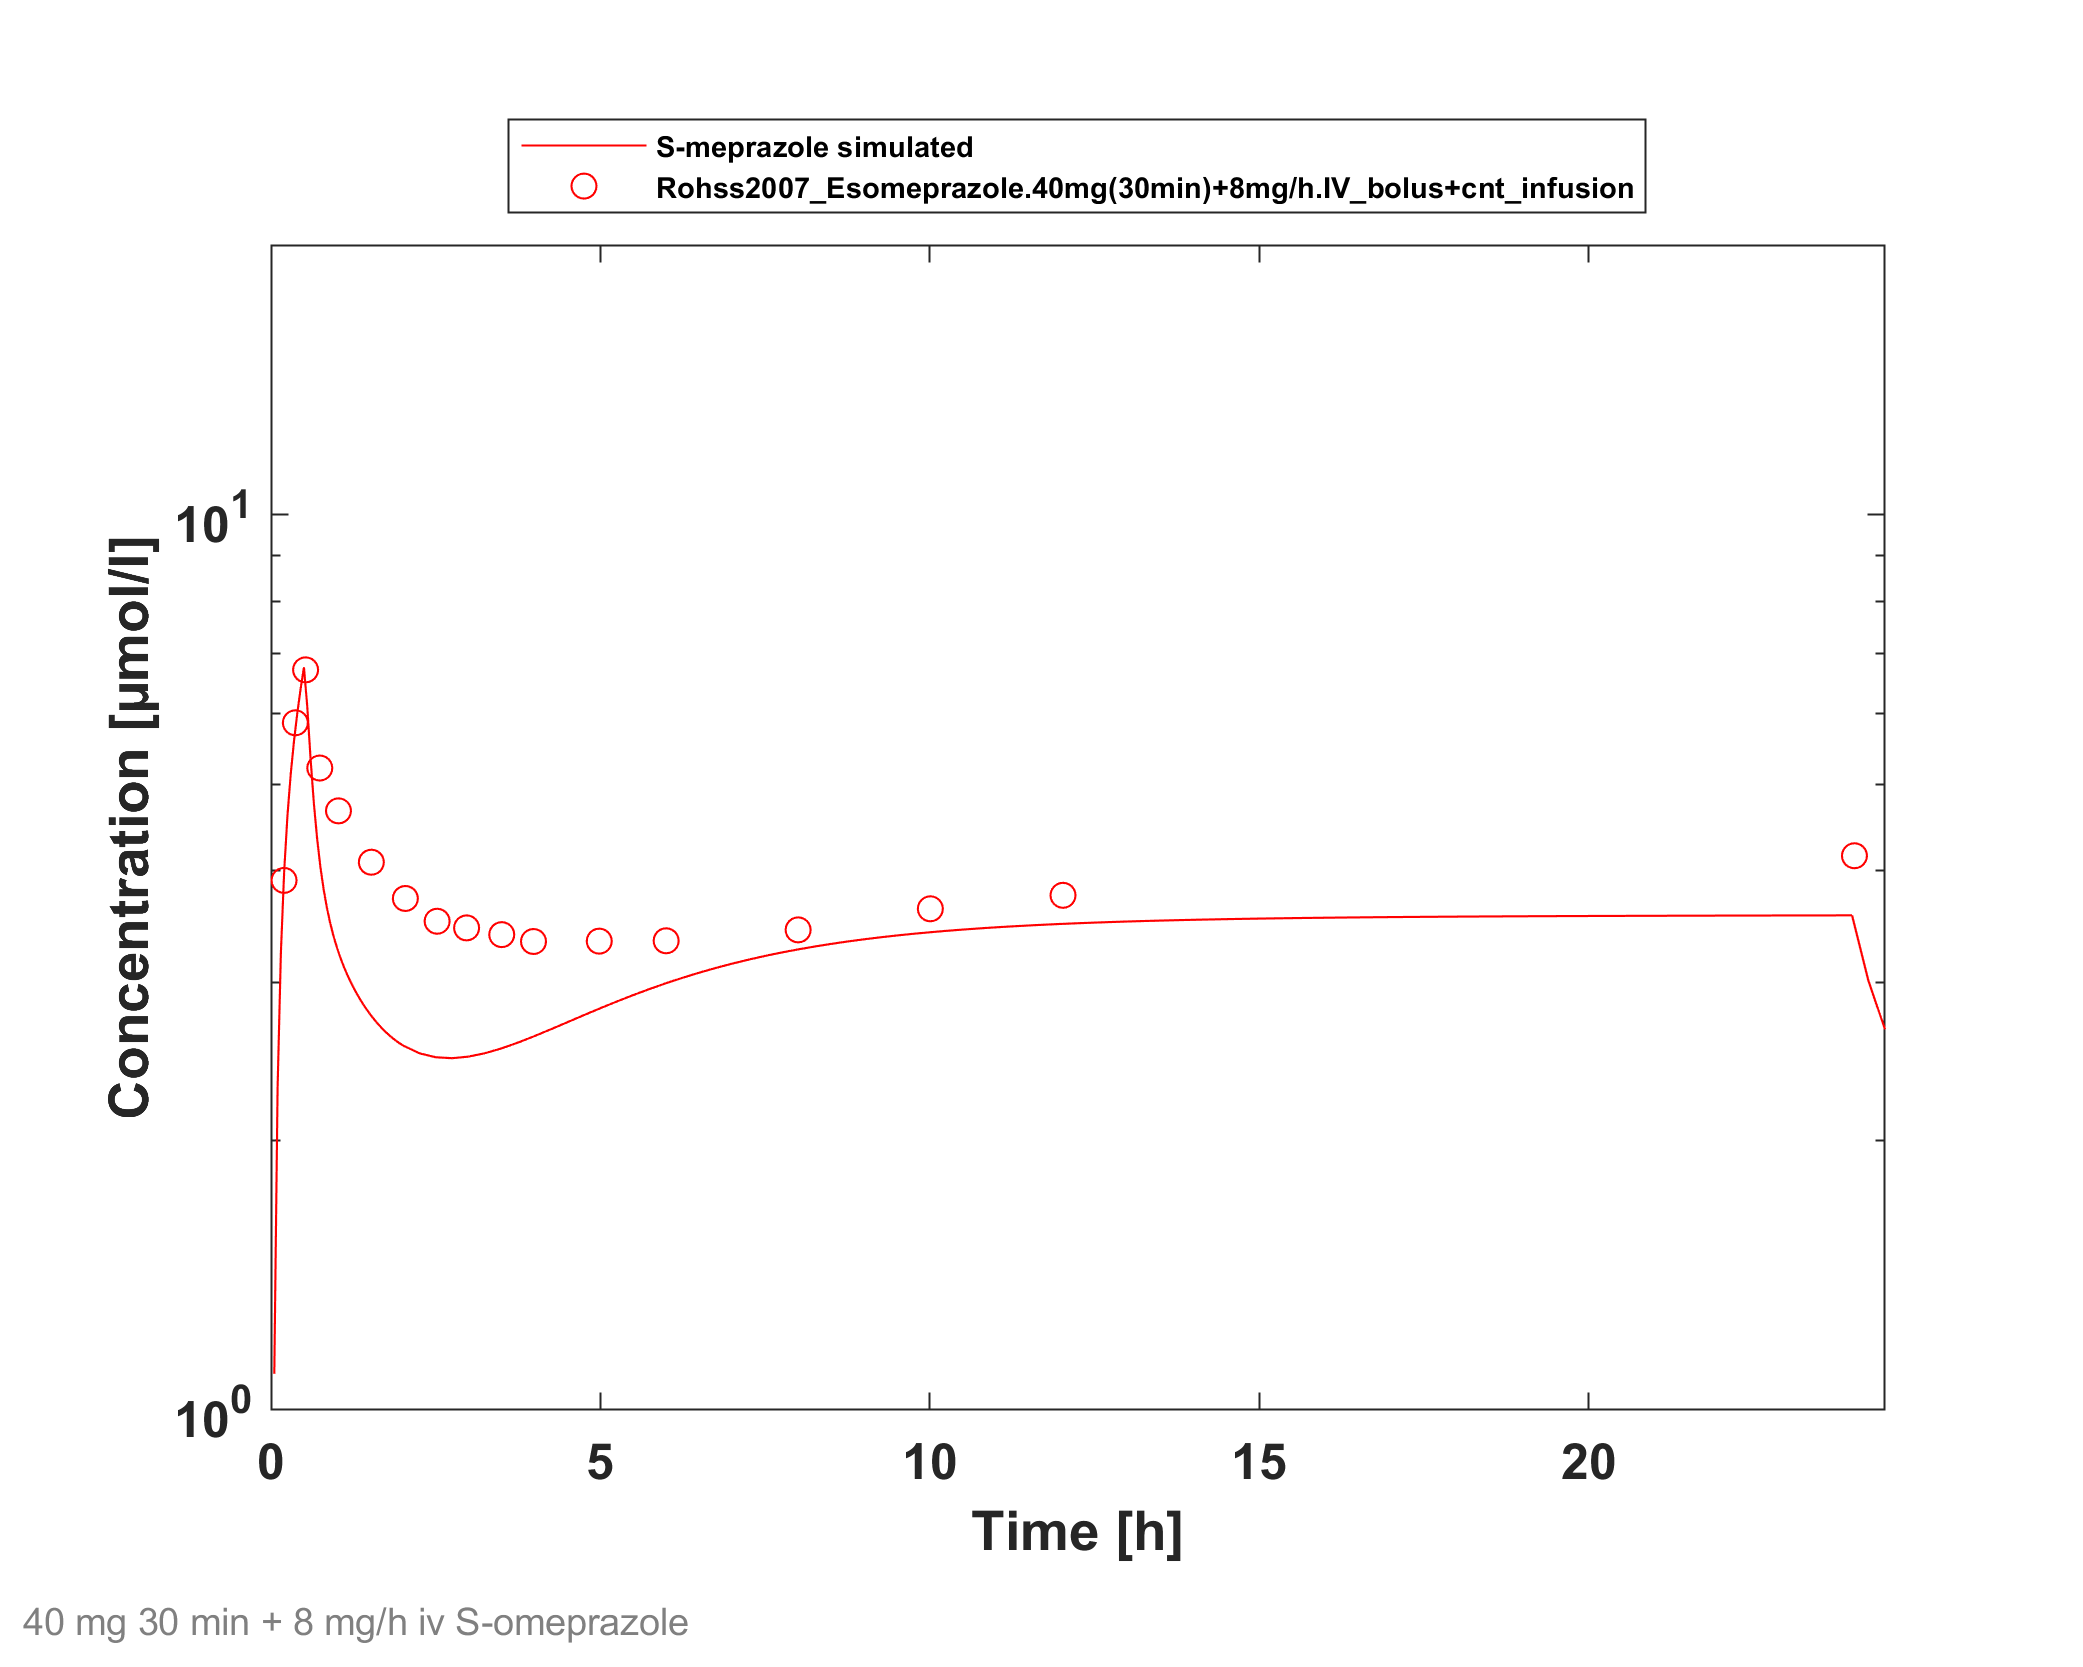 S-meprazole simulated
Rohss2007_Esomeprazole.40mg(30min)+8mg/h.IV_bolus+cnt_infusion
10^1
10^0
Concentration [µmol/l]
0 5 10 15 20
Time [h]
40 mg 30 min + 8 mg/h iv S-omeprazole